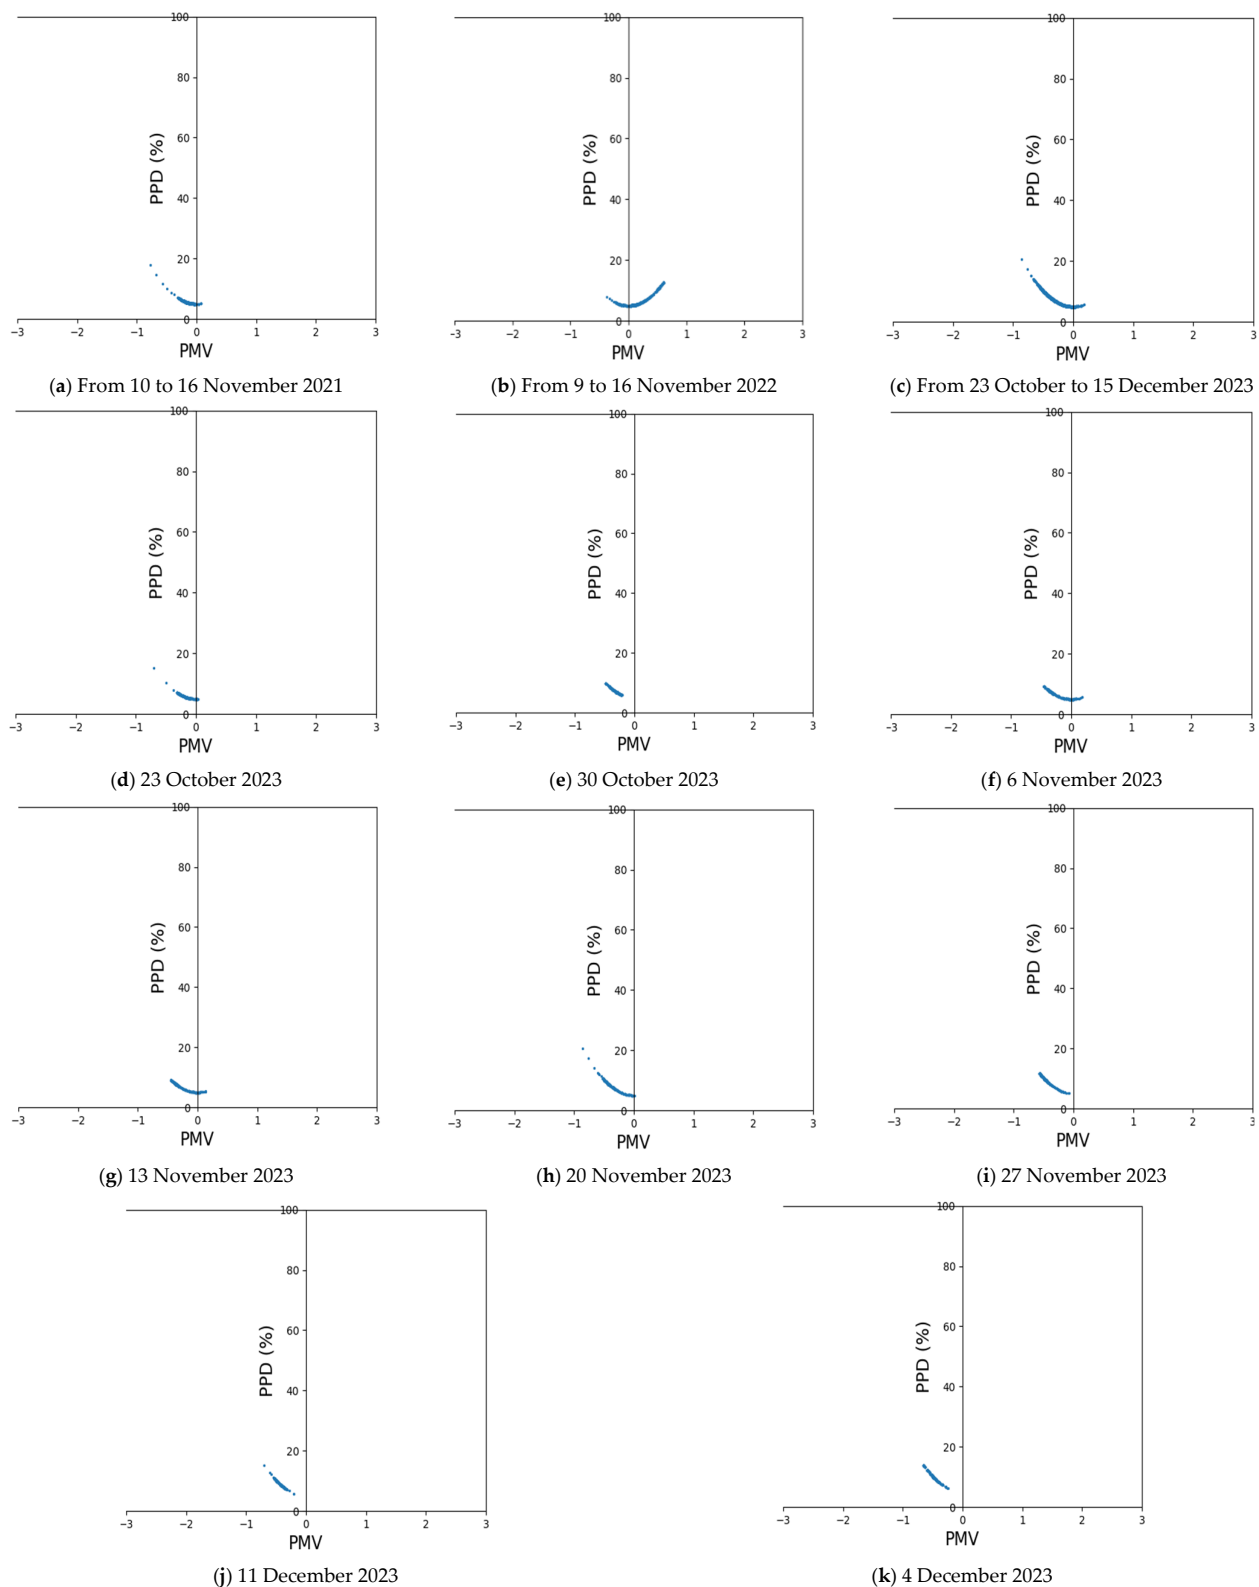 100
80
60
40
20
0
PPD (%)
−3 −2 −1 0 1 2 3
PMV
(a) From 10 to 16 November 2021
100
80
60
40
20
0
PPD (%)
−3 −2 −1 0 1 2 3
PMV
(b) From 9 to 16 November 2022
100
80
60
40
20
0
PPD (%)
−3 −2 −1 0 1 2 3
PMV
(c) From 23 October to 15 December 2023
100
80
60
40
20
0
PPD (%)
−3 −2 −1 0 1 2 3
PMV
(d) 23 October 2023
100
80
60
40
20
0
PPD (%)
−3 −2 −1 0 1 2 3
PMV
(e) 30 October 2023
100
80
60
40
20
0
PPD (%)
−3 −2 −1 0 1 2 3
PMV
(f) 6 November 2023
100
80
60
40
20
0
PPD (%)
−3 −2 −1 0 1 2 3
PMV
(g) 13 November 2023
100
80
60
40
20
0
PPD (%)
−3 −2 −1 0 1 2 3
PMV
(h) 20 November 2023
100
80
60
40
20
0
PPD (%)
−3 −2 −1 0 1 2 3
PMV
(i) 27 November 2023
100
80
60
40
20
0
PPD (%)
−3 −2 −1 0 1 2 3
PMV
(j) 11 December 2023
100
80
60
40
20
0
PPD (%)
−3 −2 −1 0 1 2 3
PMV
(k) 4 December 2023